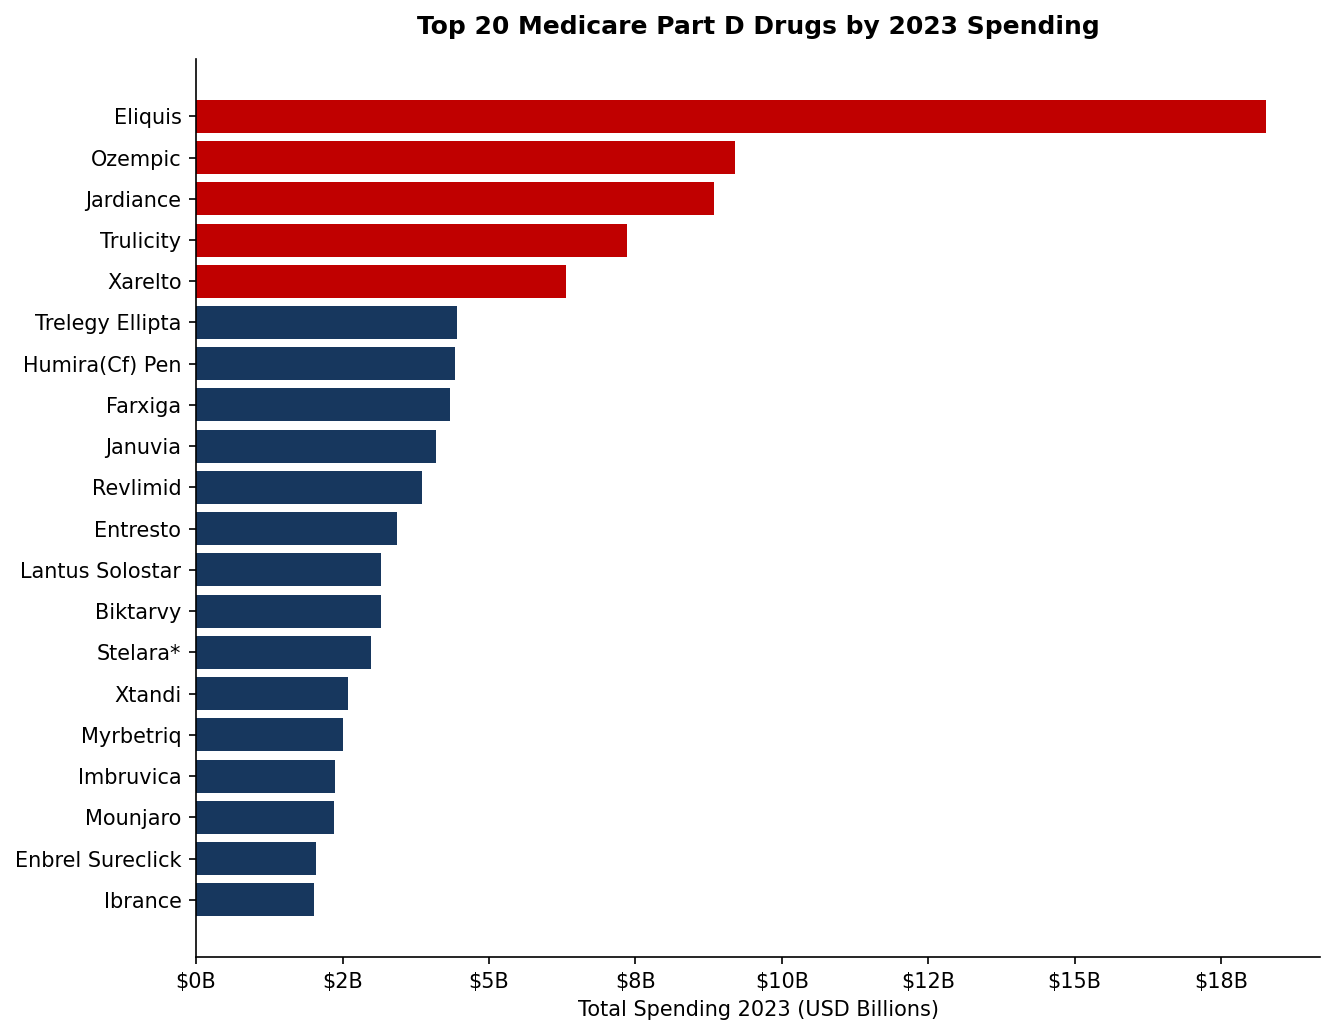 Top 20 Medicare Part D Drugs by 2023 Spending
Eliquis
Ozempic
Jardiance
Trulicity
Xarelto
Trelegy Ellipta
Humira(Cf) Pen
Farxiga
Januvia
Revlimid
Entresto
Lantus Solostar
Biktarvy
Stelara*
Xtandi
Myrbetriq
Imbruvica
Mounjaro
Enbrel Sureclick
Ibrance
$0B $2B $5B $8B $10B $12B $15B $18B
Total Spending 2023 (USD Billions)